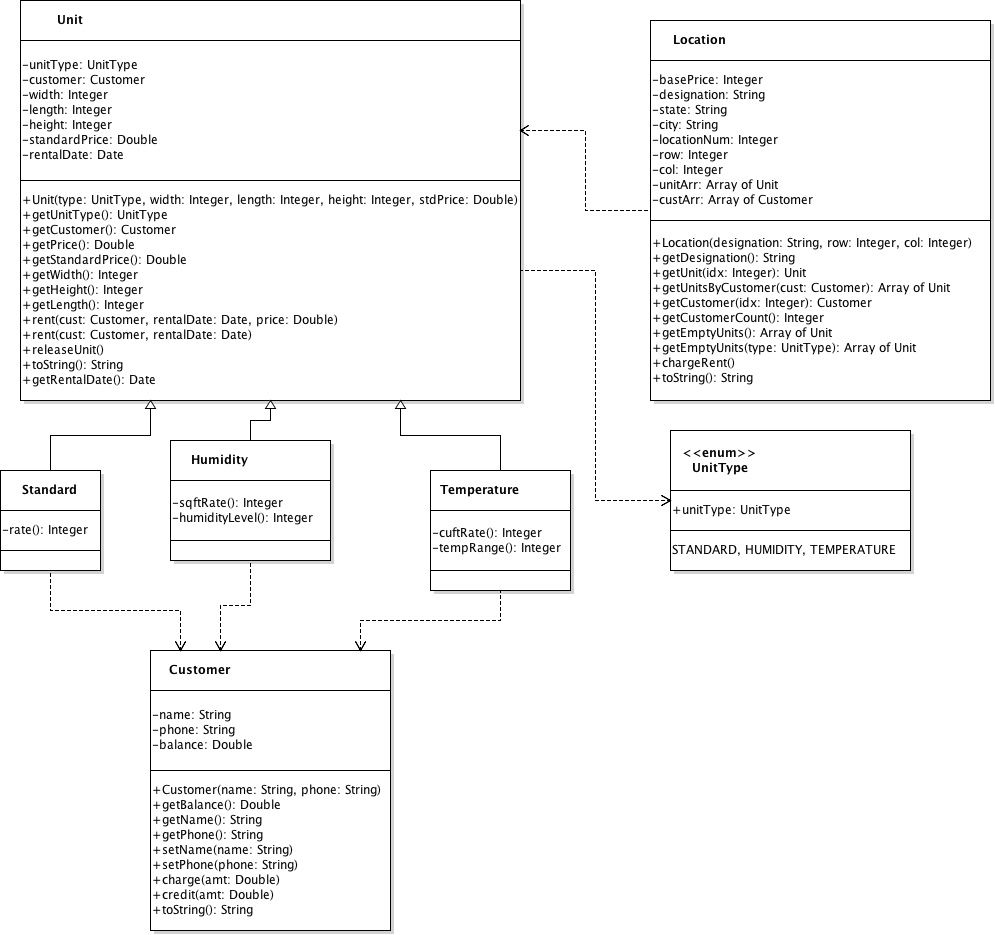 Unit
-unitType: UnitType
-customer: Customer
-width: Integer
-length: Integer
-height: Integer
-standardPrice: Double
-rentalDate: Date
+Unit(type: UnitType, width: Integer, length: Integer, height: Integer, stdPrice: Double)
+getUnitType(): UnitType
+getCustomer(): Customer
+getPrice(): Double
+getStandardPrice(): Double
+getWidth(): Integer
+getHeight(): Integer
+getLength(): Integer
+rent(cust: Customer, rentalDate: Date, price: Double)
+rent(cust: Customer, rentalDate: Date)
+releaseUnit()
+toString(): String
+getRentalDate(): Date
Location
-basePrice: Integer
-designation: String
-state: String
-city: String
-locationNum: Integer
-row: Integer
-col: Integer
-unitArr: Array of Unit
-custArr: Array of Customer
+Location(designation: String, row: Integer, col: Integer)
+getDesignation(): String
+getUnit(idx: Integer): Unit
+getUnitsByCustomer(cust: Customer): Array of Unit
+getCustomer(idx: Integer): Customer
+getCustomerCount(): Integer
+getEmptyUnits(): Array of Unit
+getEmptyUnits(type: UnitType): Array of Unit
+chargeRent()
+toString(): String
Standard
-rate(): Integer
Humidity
-sqftRate(): Integer
-humidityLevel(): Integer
Temperature
-cuftRate(): Integer
-tempRange(): Integer
<<enum>>
UnitType
+unitType: UnitType
STANDARD, HUMIDITY, TEMPERATURE
Customer
-name: String
-phone: String
-balance: Double
+Customer(name: String, phone: String)
+getBalance(): Double
+getName(): String
+getPhone(): String
+setName(name: String)
+setPhone(phone: String)
+charge(amt: Double)
+credit(amt: Double)
+toString(): String